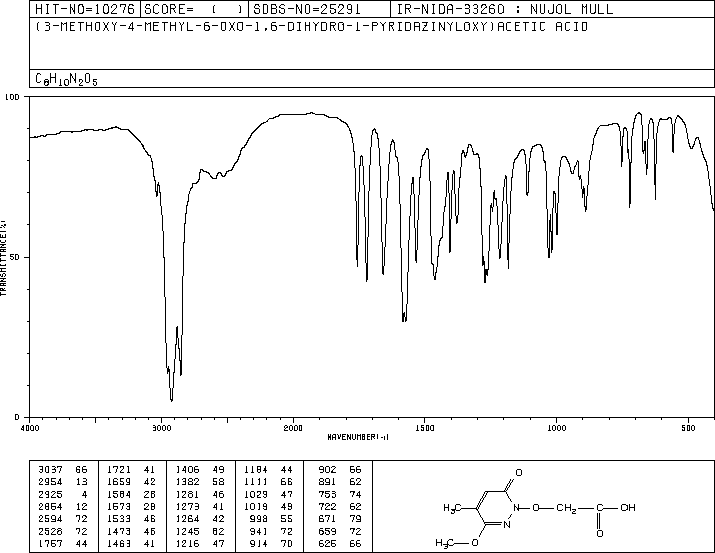 HIT-NO=10276 SCORE= ( ) SDBS-NO=25291 IR-NIDA-33260 : NUJOL MULL
(3-METHOXY-4-METHYL-6-OXO-1,6-DIHYDRO-1-PYRIDAZINYLOXY)ACETIC ACID
C8H10N2O5
100
50
0
TRANSMITTANCE(%)
4000 3000 2000 1500 1000 500
WAVENUMBER(-1)
3037 66 1721 41 1406 49 1184 44 902 66
2954 13 1659 42 1382 58 1111 66 891 62
2925 4 1584 28 1281 46 1029 47 753 74
2854 12 1573 28 1273 41 1019 49 722 62
2594 72 1533 46 1264 42 998 55 671 79
2528 72 1473 46 1245 62 941 72 659 72
1757 44 1463 41 1216 47 914 70 626 66
O
H3C N O CH2 C OH
N O
H3C O